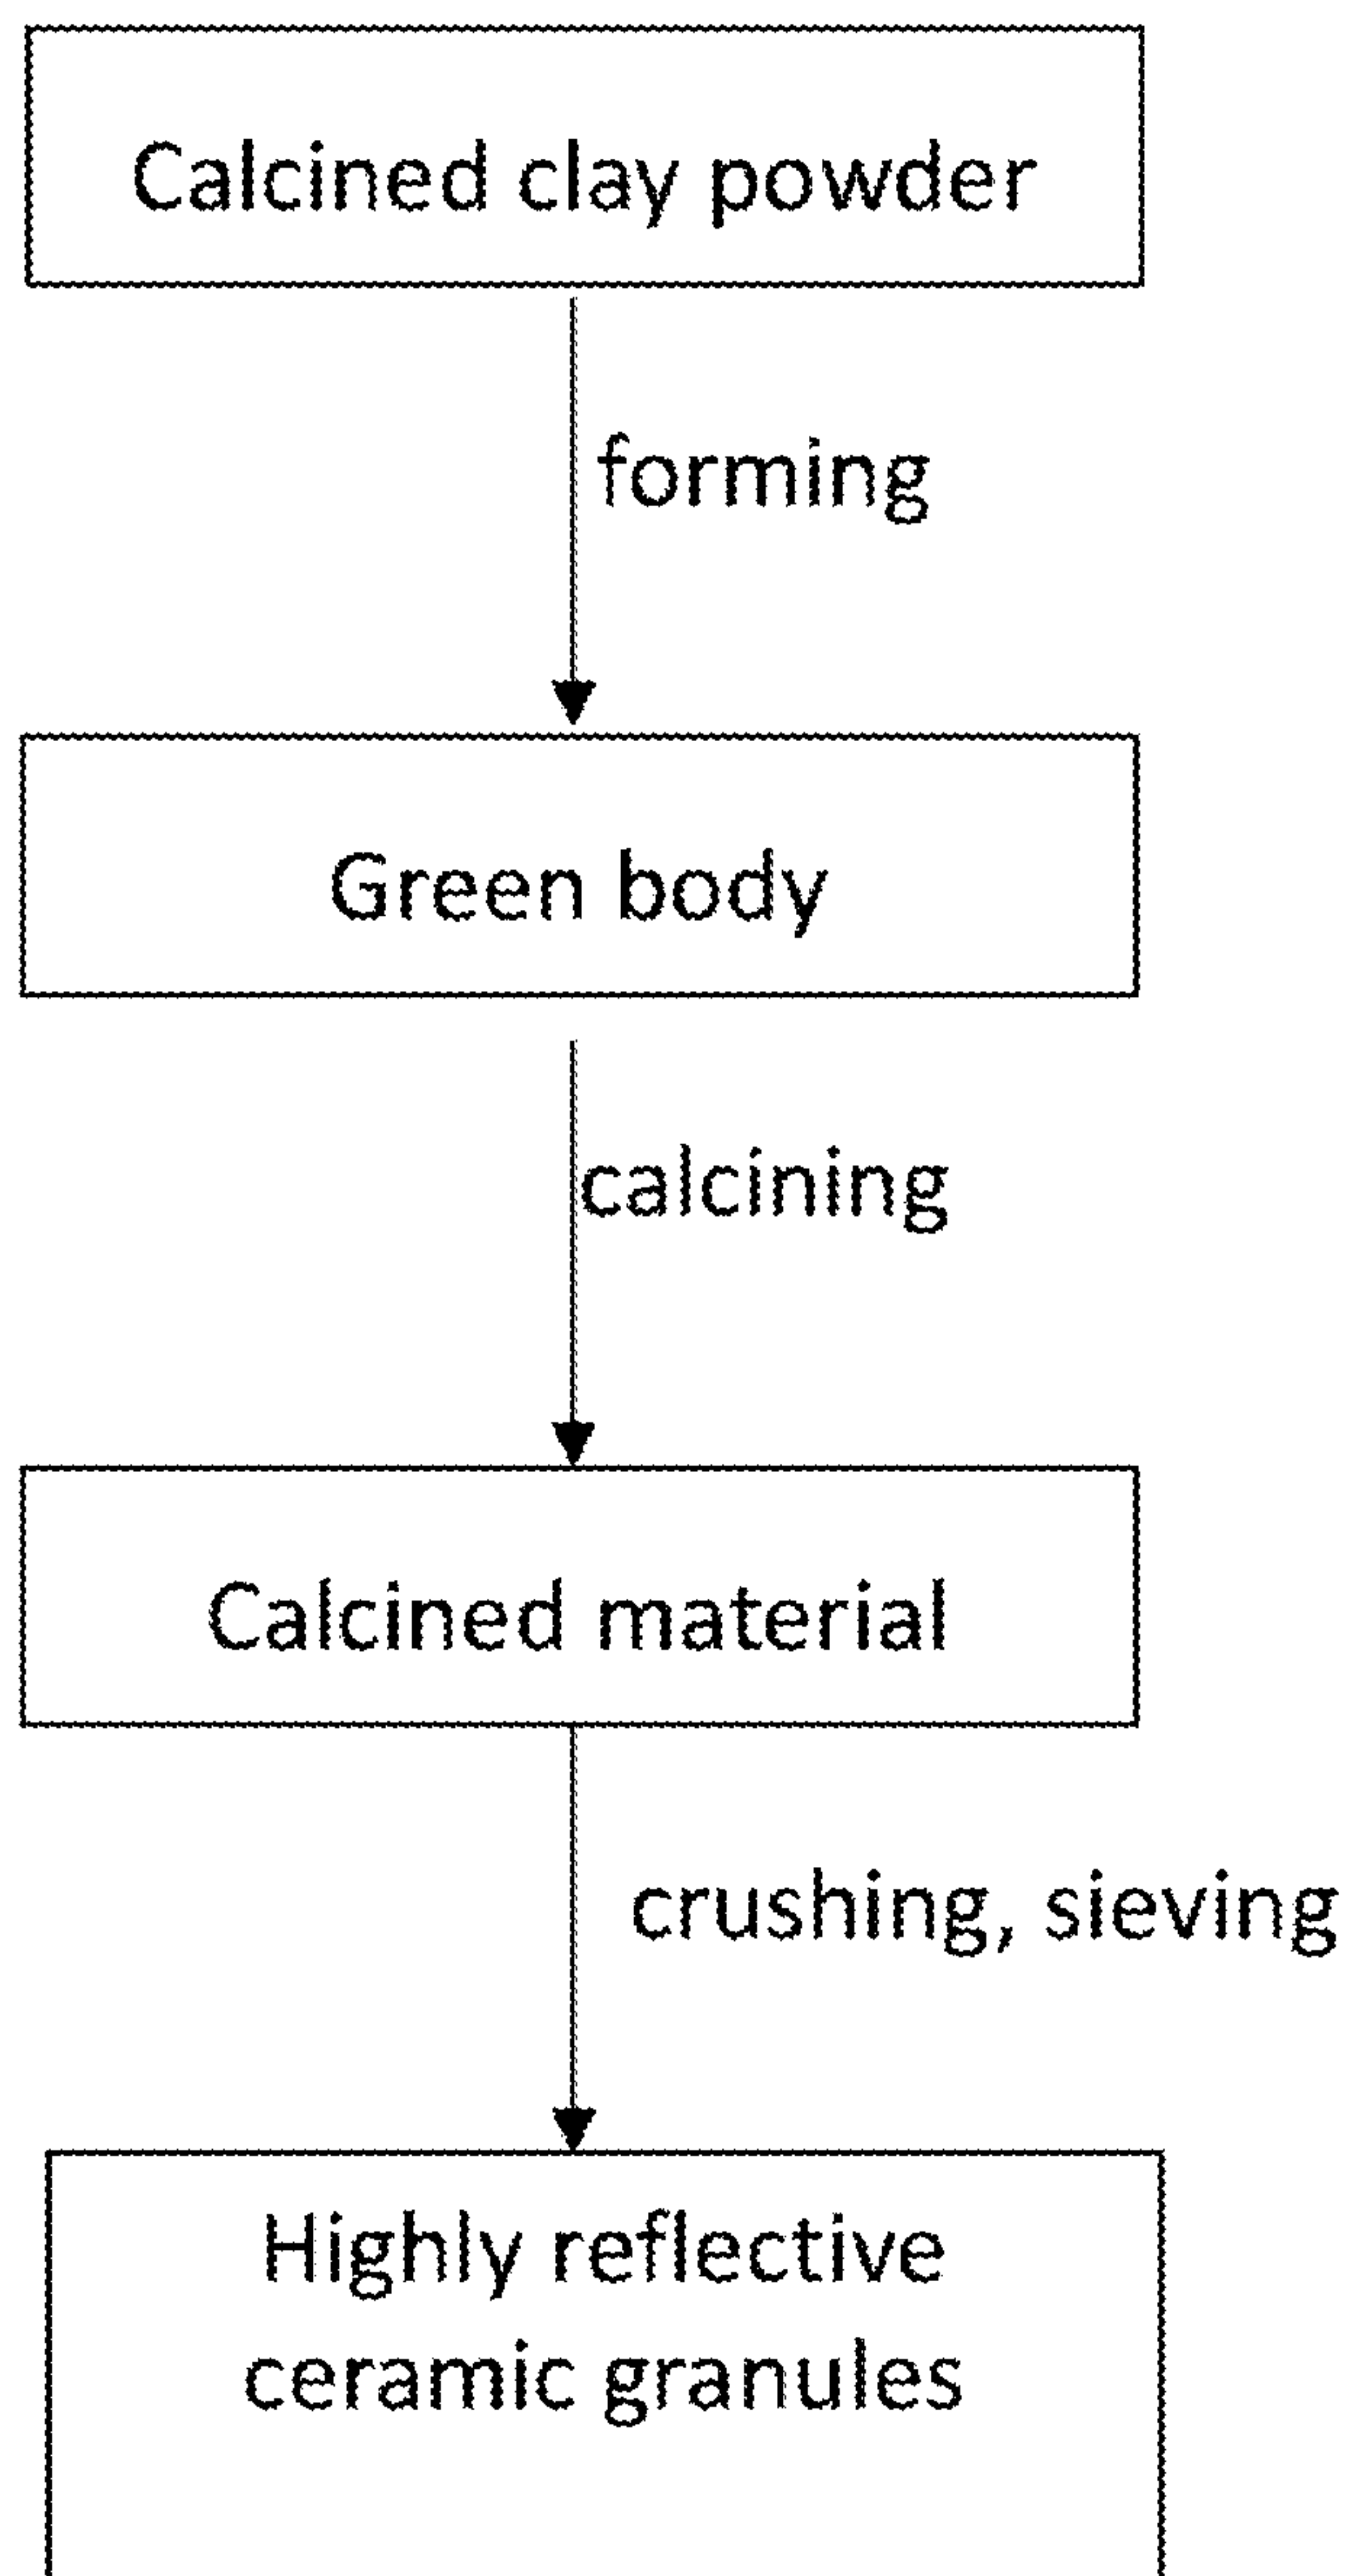 Calcined clay powder
forming
Green body
calcining
Calcined material
crushing, sieving
Highly reflective
ceramic granules